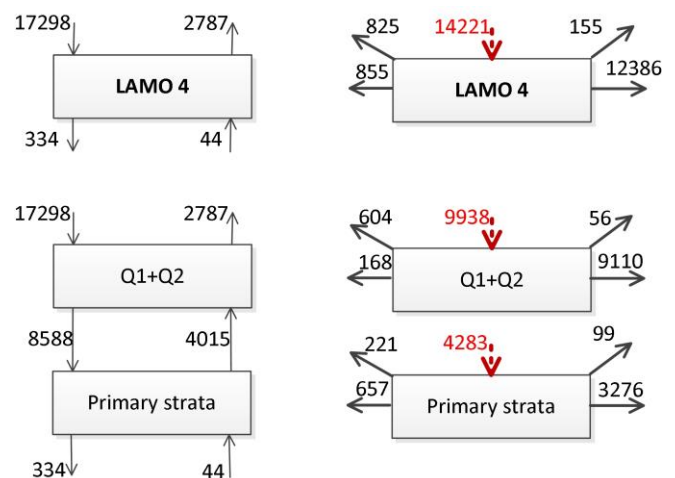 17298 2787
LAMO 4
334 44
825 14221 155
855 12386
LAMO 4
17298 2787
Q1+Q2
8588 4015
Primary strata
334 44
604 9938 56
168 9110
Q1+Q2
221 4283 99
657 3276
Primary strata